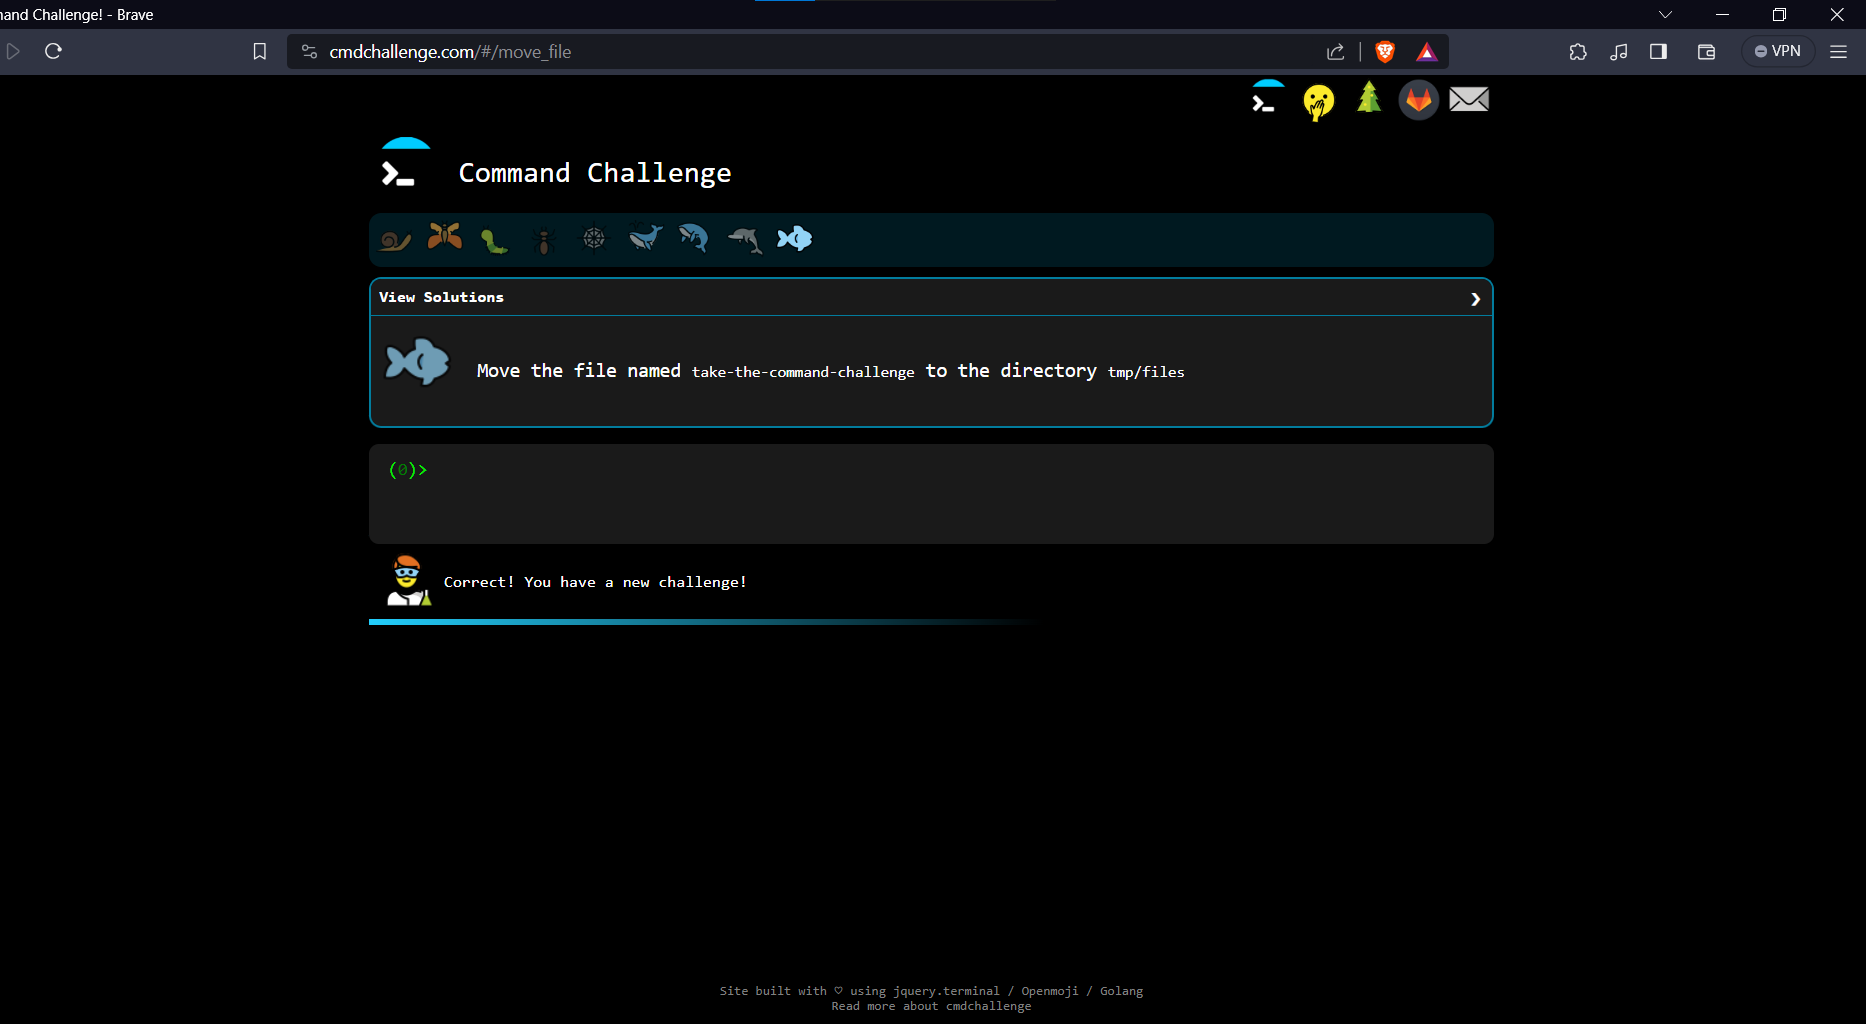 mand Challenge! - Brave
cmdchallenge.com/#/move_file
VPN
Command Challenge
View Solutions
Move the file named take-the-command-challenge to the directory tmp/files
(0)>
Correct! You have a new challenge!
Site built with ♡ using jquery.terminal / Openmoji / Golang
Read more about cmdchallenge